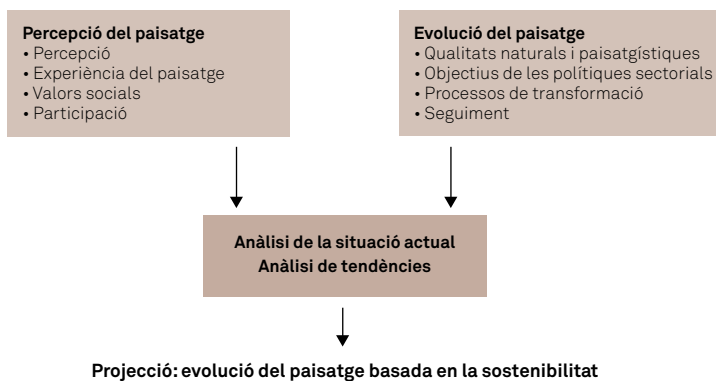 Percepció del paisatge
• Percepció
• Experiència del paisatge
• Valors socials
• Participació
Evolució del paisatge
• Qualitats naturals i paisatgístiques
• Objectius de les polítiques sectorials
• Processos de transformació
• Seguiment
Anàlisi de la situació actual
Anàlisi de tendències
Projecció: evolució del paisatge basada en la sostenibilitat